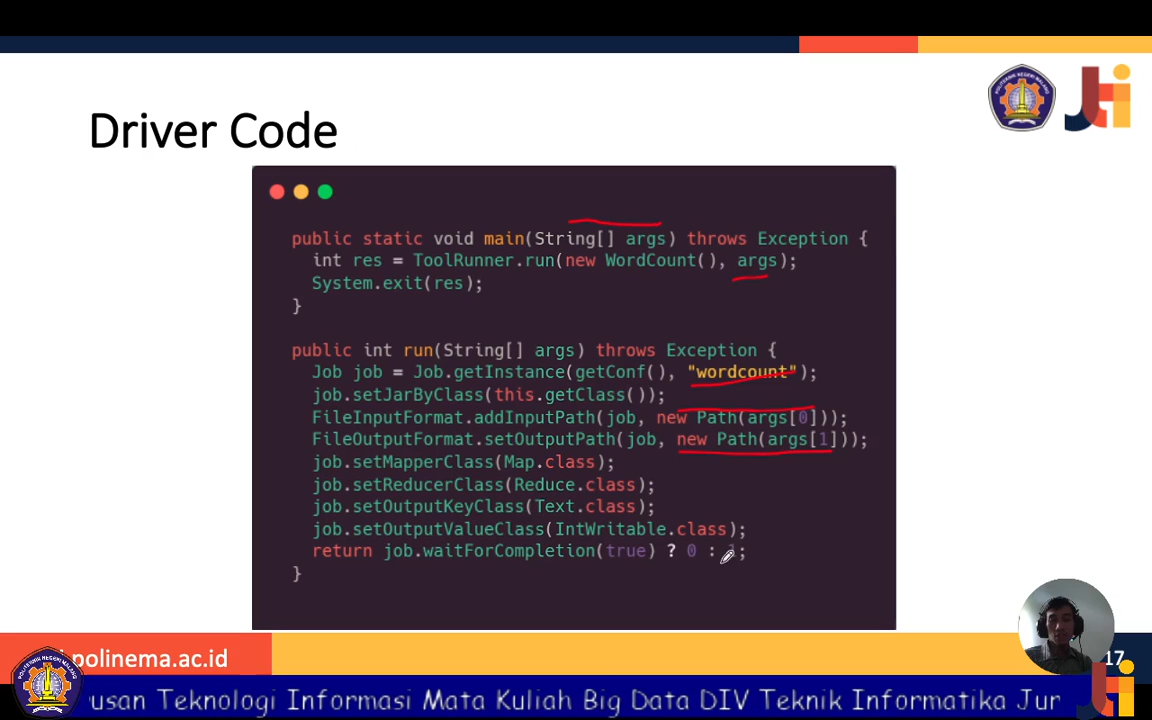 POLITEKNIK NEGERI MALANG
Driver Code
public static void main(String[] args) throws Exception {
int res = ToolRunner.run(new WordCount(), args);
System.exit(res);
}
public int run(String[] args) throws Exception {
Job job = Job.getInstance(getConf(), "wordcount");
job.setJarByClass(this.getClass());
FileInputFormat.addInputPath(job, new Path(args[0]));
FileOutputFormat.setOutputPath(job, new Path(args[1]));
job.setMapperClass(Map.class);
job.setReducerClass(Reduce.class);
job.setOutputKeyClass(Text.class);
job.setOutputValueClass(IntWritable.class);
return job.waitForCompletion(true) ? 0 : 1;
}
i.polinema.ac.id
17
usan Teknologi Informasi Mata Kuliah Big Data DIV Teknik Informatika Jur